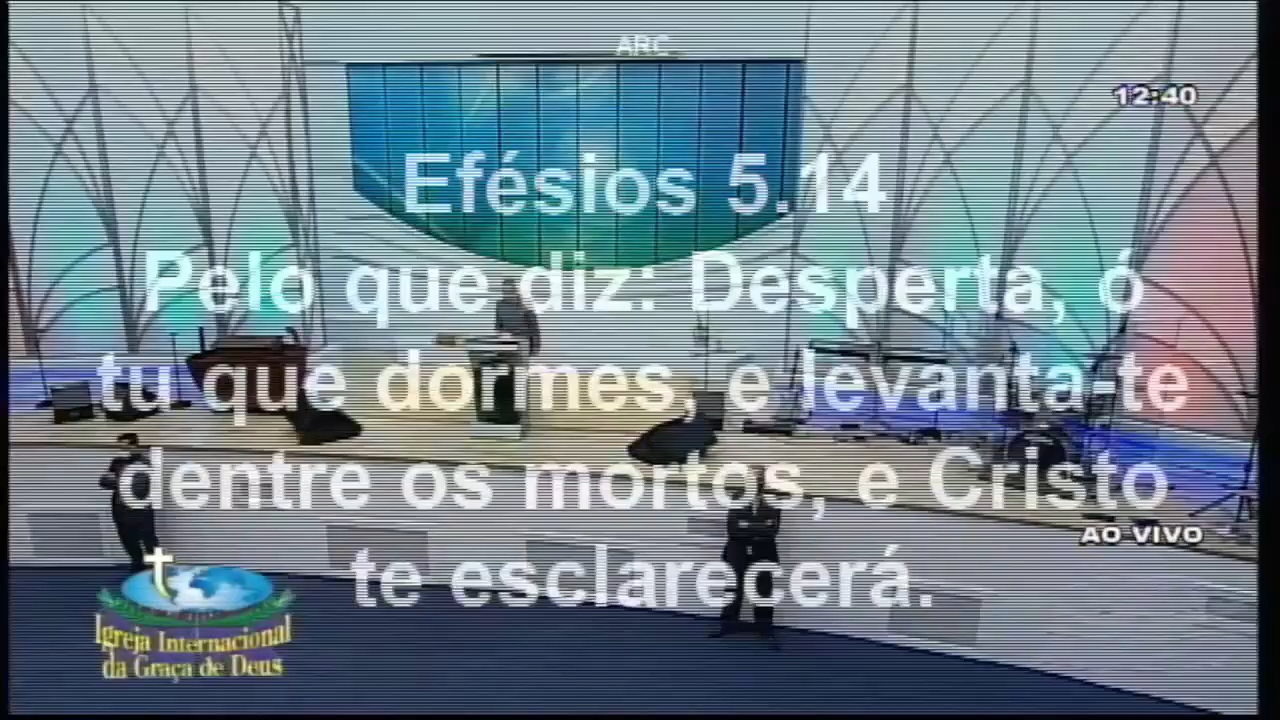 ARC
12:40
Efésios 5.14
Pelo que diz: Desperta, ó
tu que dormes, e levanta-te
dentre os mortos, e Cristo
te esclarecerá.
AO VIVO
Igreja Internacional
da Graça de Deus